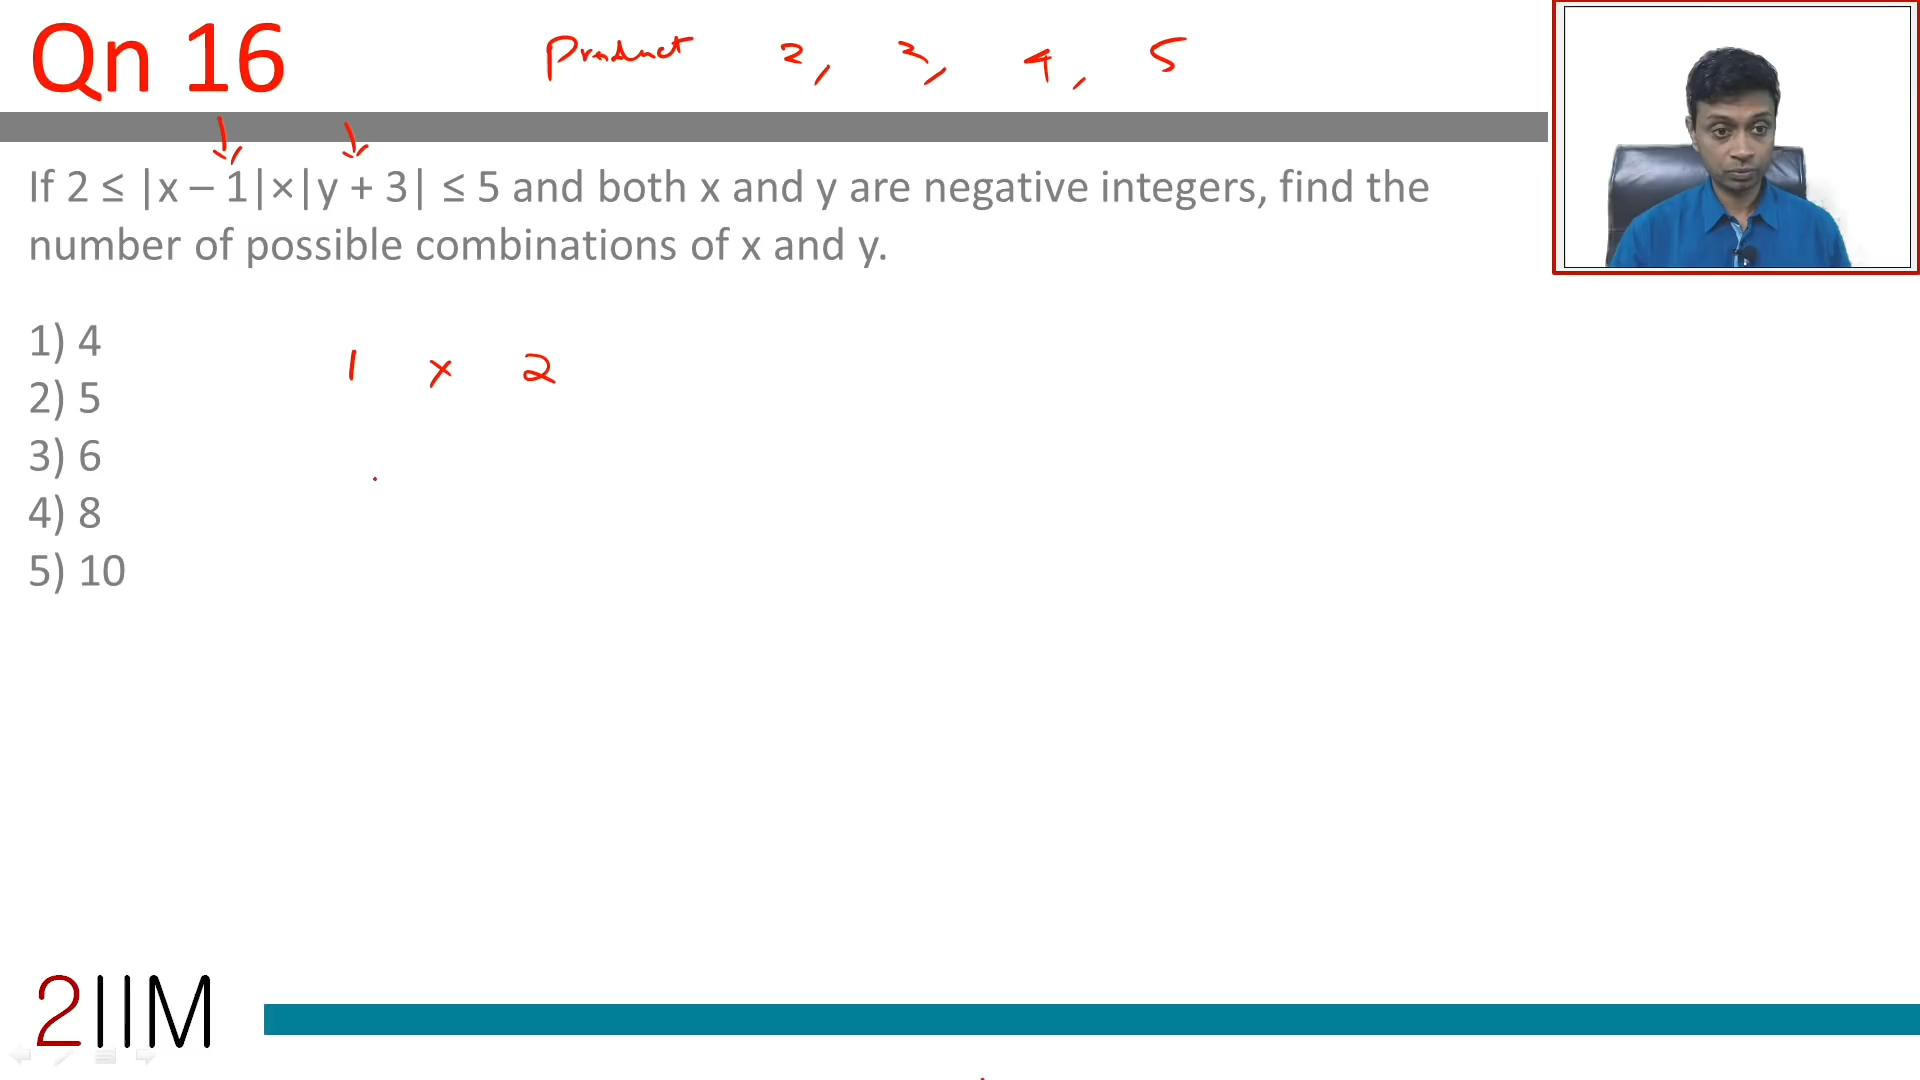 Qn 16
Product 2, 3, 4, 5
If 2 ≤ |x – 1|×|y + 3| ≤ 5 and both x and y are negative integers, find the
number of possible combinations of x and y.
1) 4
2) 5
3) 6
4) 8
5) 10
1 x 2
2IIM